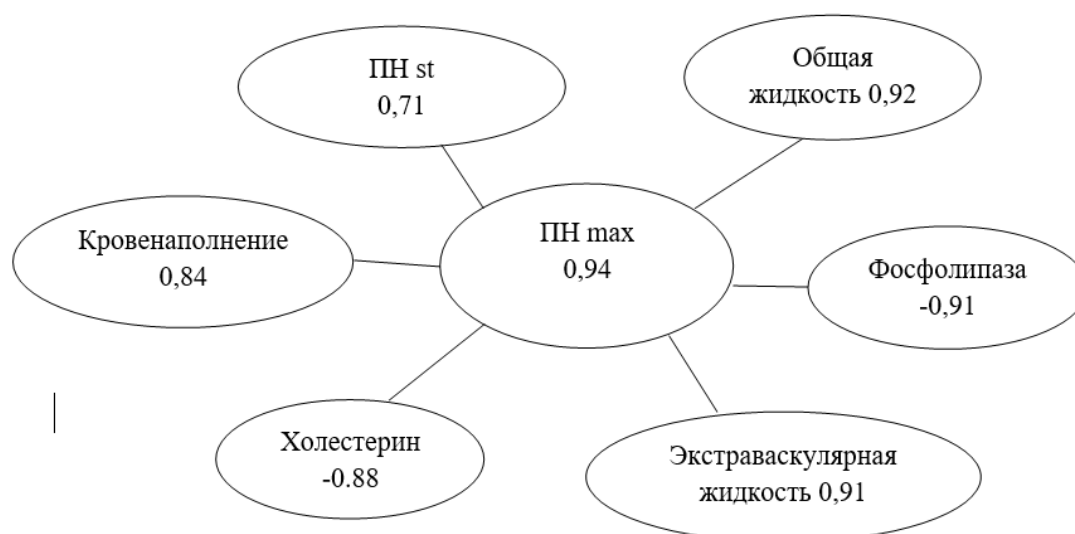 ПН st
0,71
Общая
жидкость 0,92
Кровенаполнение
0,84
ПН max
0,94
Фосфолипаза
-0,91
Холестерин
-0.88
Экстраваскулярная
жидкость 0,91